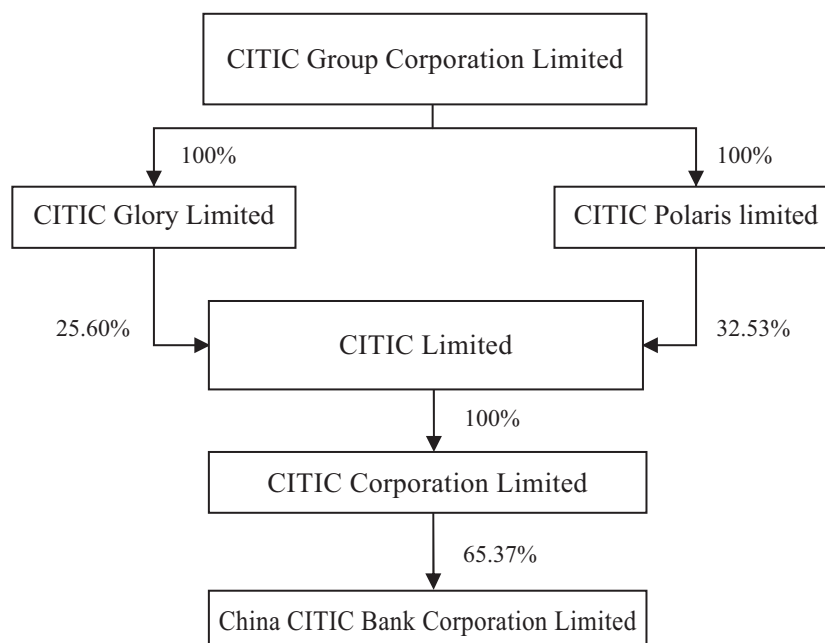 CITIC Group Corporation Limited
100%
100%
CITIC Glory Limited
CITIC Polaris limited
25.60%
CITIC Limited
32.53%
100%
CITIC Corporation Limited
65.37%
China CITIC Bank Corporation Limited